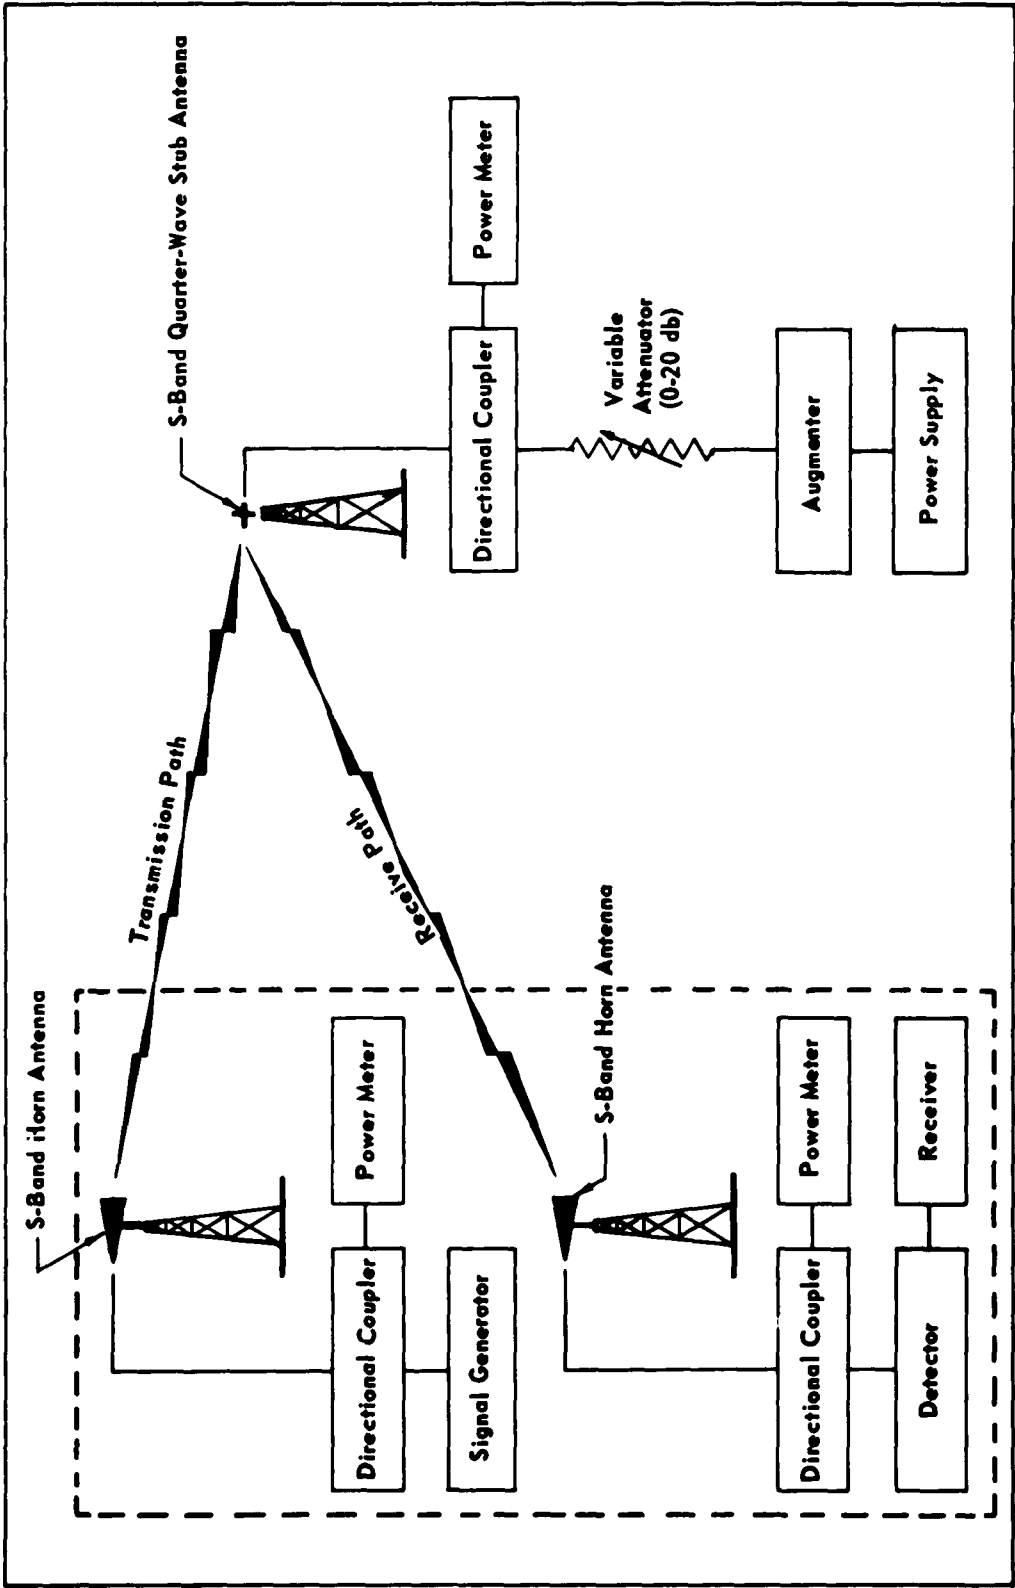 S-Band Horn Antenna
Transmission Path
S-Band Quarter-Wave Stub Antenna
Receive Path
Directional Coupler
Power Meter
Signal Generator
S-Band Horn Antenna
Directional Coupler
Power Meter
Detector
Receiver
Directional Coupler
Power Meter
Variable
Attenuator
(0-20 db)
Augmenter
Power Supply